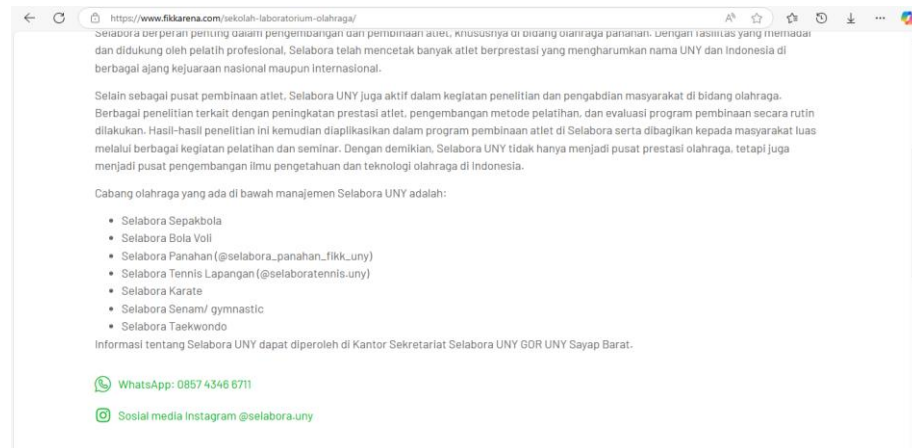 https://www.fikkarena.com/sekolah-laboratorium-olahraga/
Selabora berperan penting dalam pengembangan dan pembinaan atlet, khususnya di bidang olahraga panahan. Dengan fasilitas yang memadai
dan didukung oleh pelatih profesional, Selabora telah mencetak banyak atlet berprestasi yang mengharumkan nama UNY dan Indonesia di
berbagai ajang kejuaraan nasional maupun internasional.
Selain sebagai pusat pembinaan atlet, Selabora UNY juga aktif dalam kegiatan penelitian dan pengabdian masyarakat di bidang olahraga.
Berbagai penelitian terkait dengan peningkatan prestasi atlet, pengembangan metode pelatihan, dan evaluasi program pembinaan secara rutin
dilakukan. Hasil-hasil penelitian ini kemudian diaplikasikan dalam program pembinaan atlet di Selabora serta dibagikan kepada masyarakat luas
melalui berbagai kegiatan pelatihan dan seminar. Dengan demikian, Selabora UNY tidak hanya menjadi pusat prestasi olahraga, tetapi juga
menjadi pusat pengembangan ilmu pengetahuan dan teknologi olahraga di Indonesia.
Cabang olahraga yang ada di bawah manajemen Selabora UNY adalah:
• Selabora Sepakbola
• Selabora Bola Voli
• Selabora Panahan (@selabora_panahan_fikk_uny)
• Selabora Tennis Lapangan (@selaboratennis.uny)
• Selabora Karate
• Selabora Senam/ gymnastic
• Selabora Taekwondo
Informasi tentang Selabora UNY dapat diperoleh di Kantor Sekretariat Selabora UNY GOR UNY Sayap Barat.
WhatsApp: 0857 4346 6711
Sosial media Instagram @selabora.uny